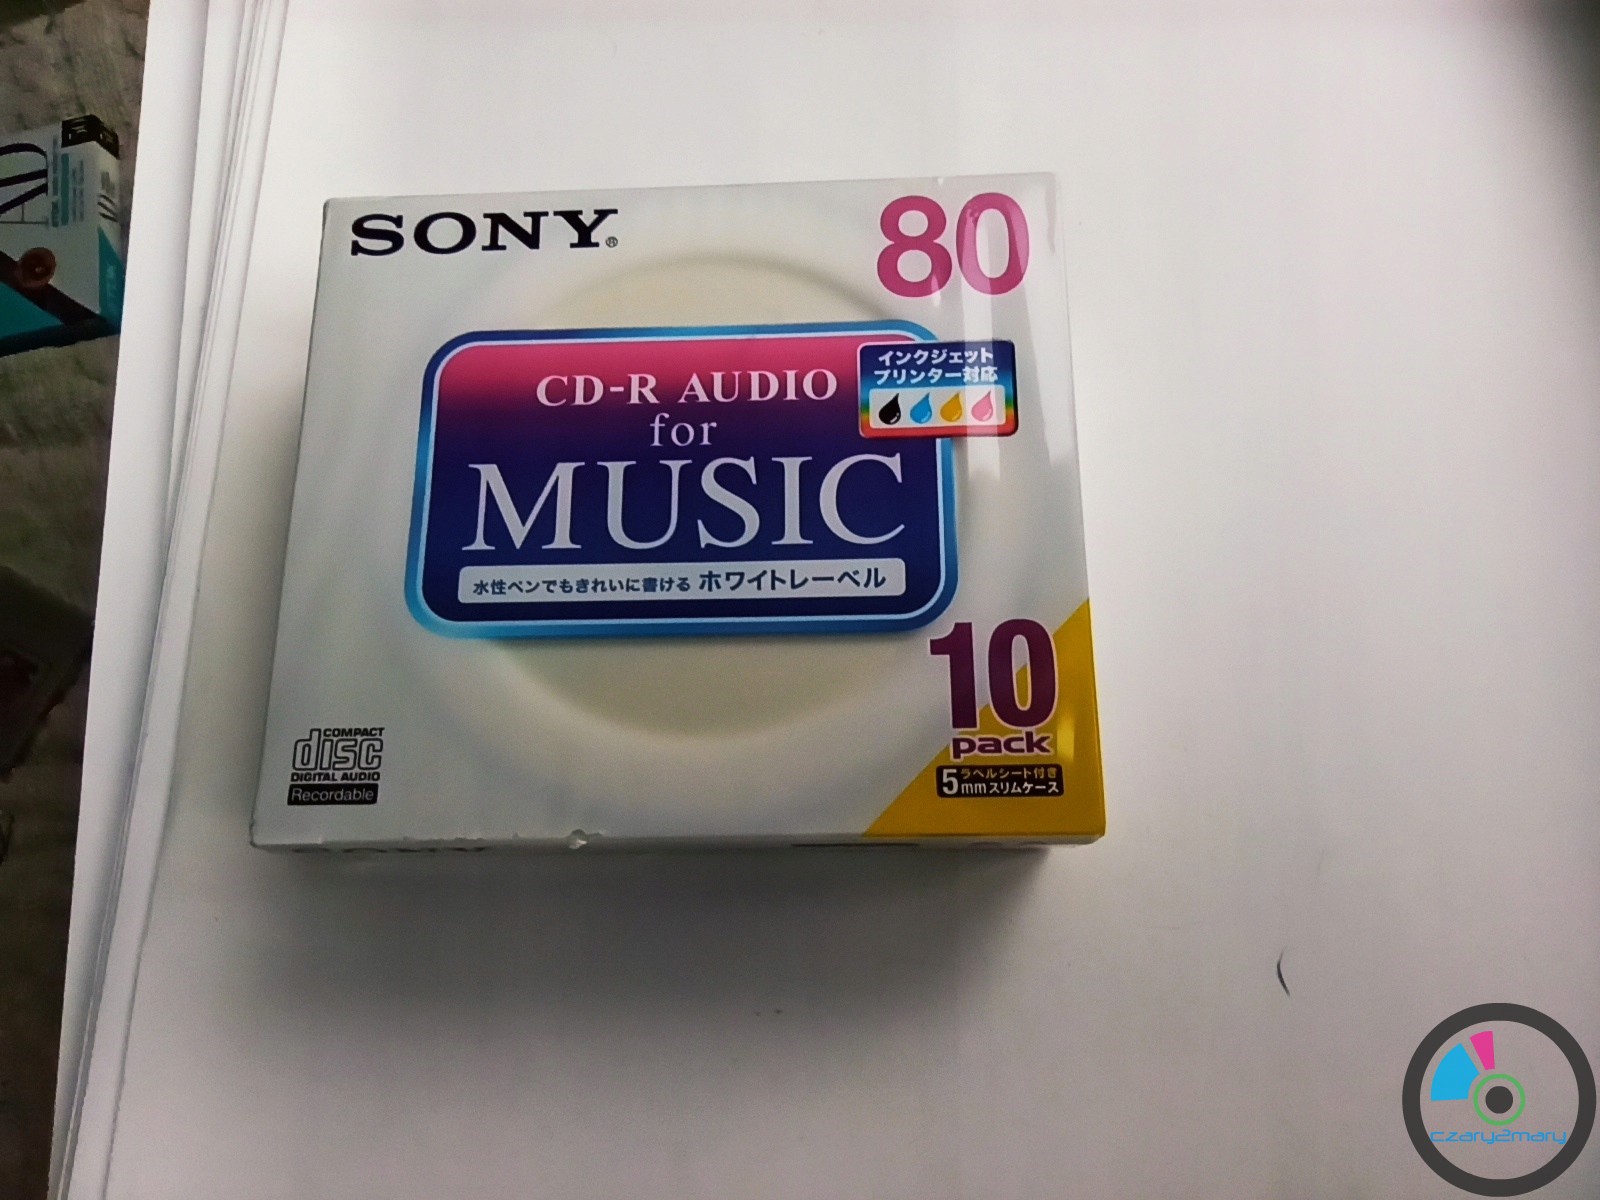 SONY®
80
インクジェット
プリンター対応
CD-R AUDIO
for
MUSIC
水性ペンでもきれいに書ける ホワイトレーベル
10
pack
ラベルシート付き
5mmスリムケース
COMPACT
disc
DIGITAL AUDIO
Recordable
czary2mary